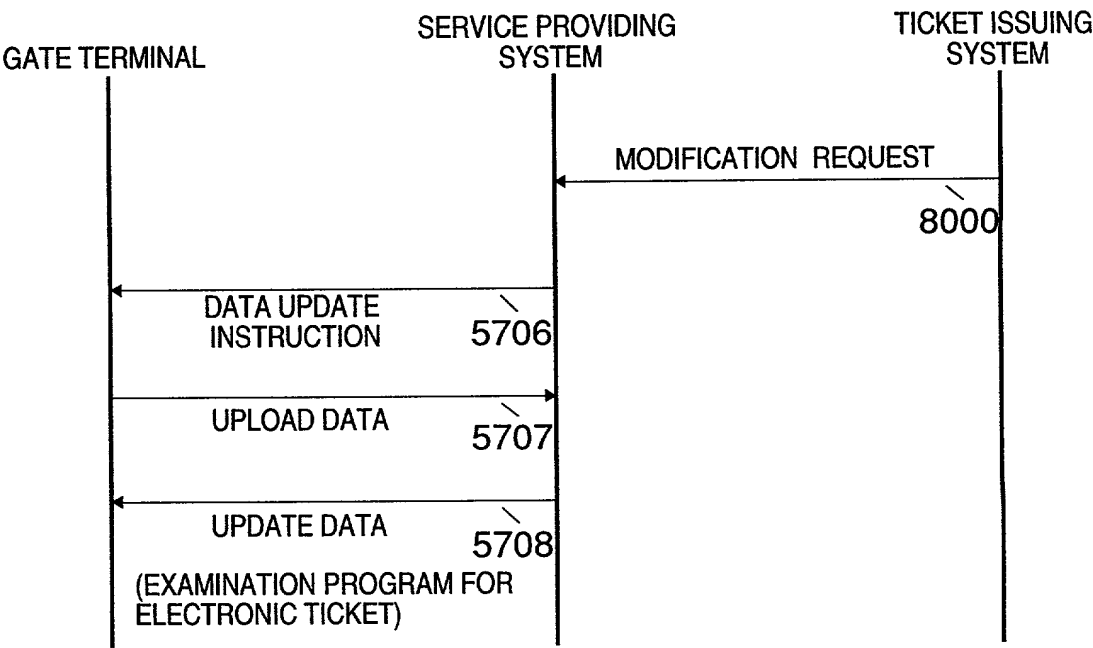 GATE TERMINAL
SERVICE PROVIDING
SYSTEM
TICKET ISSUING
SYSTEM
MODIFICATION REQUEST
8000
DATA UPDATE
INSTRUCTION
5706
UPLOAD DATA
5707
UPDATE DATA
5708
(EXAMINATION PROGRAM FOR
ELECTRONIC TICKET)